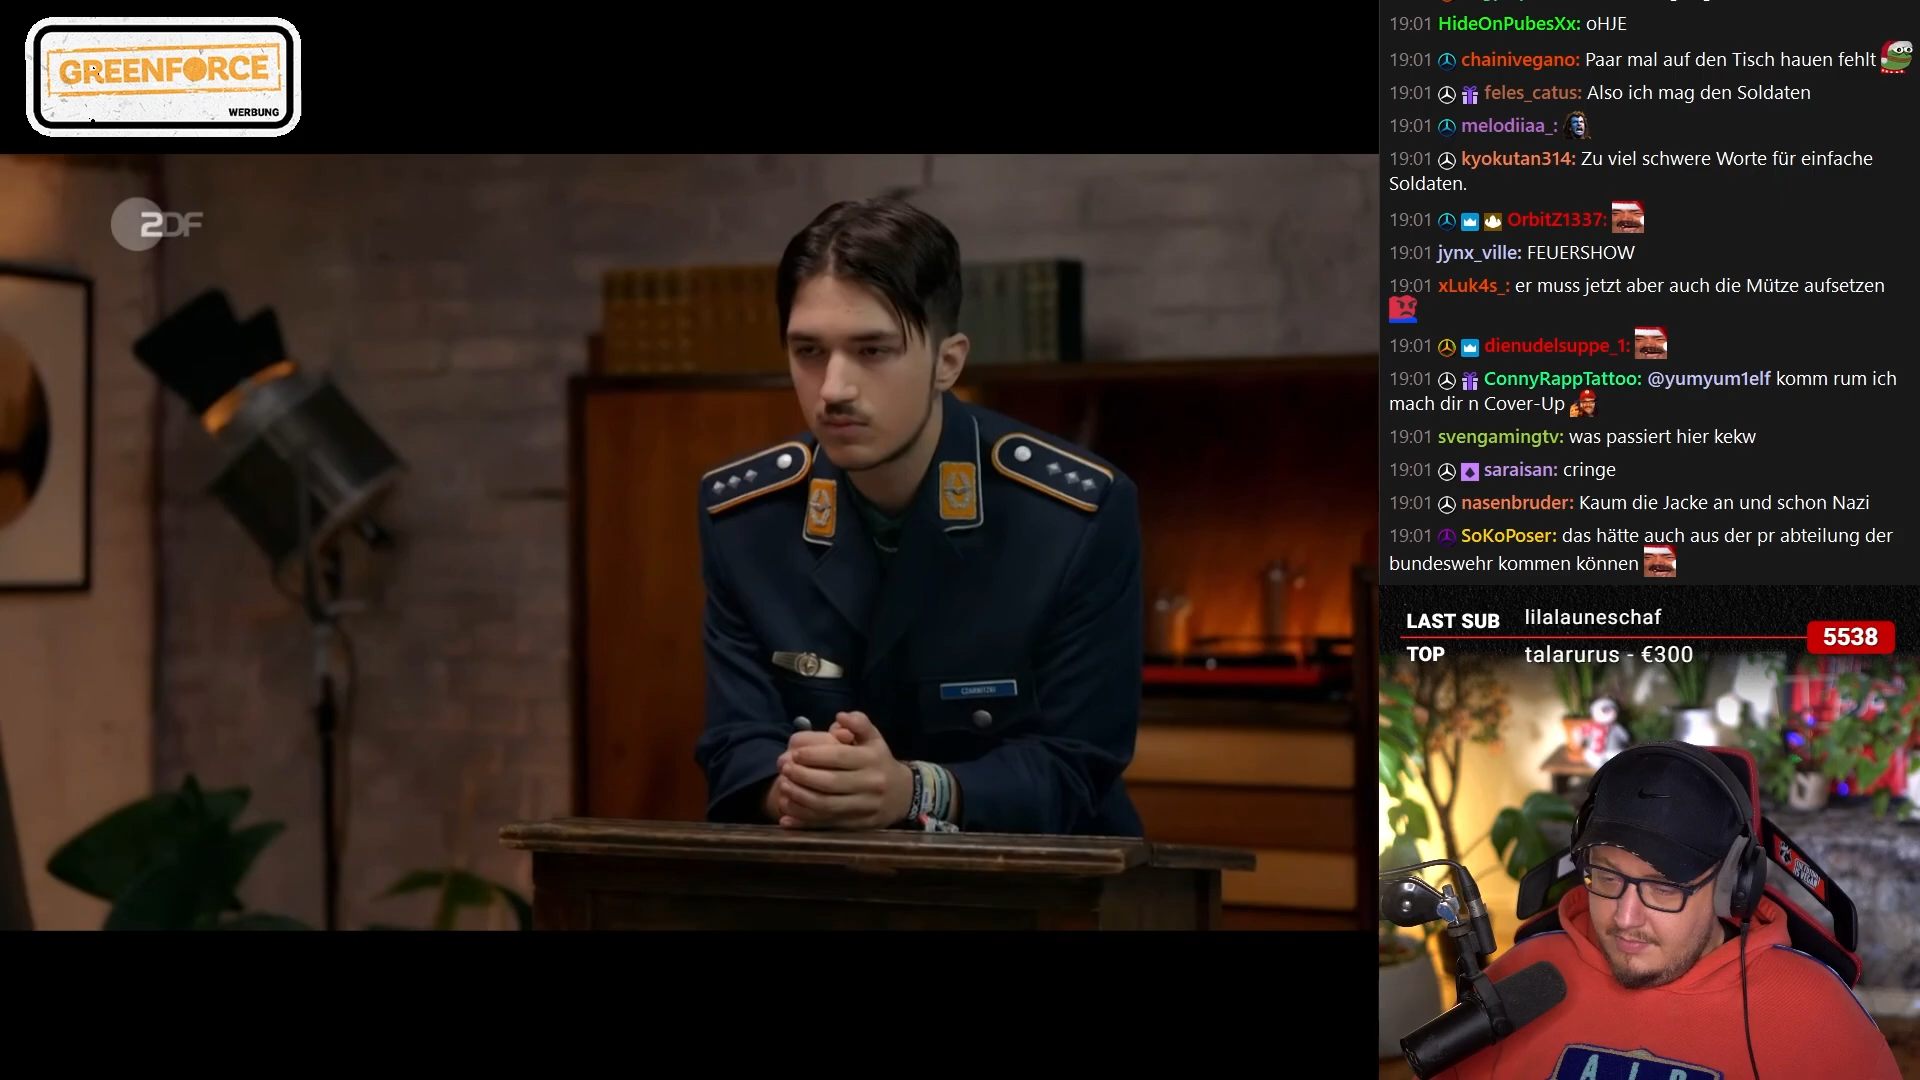 GREENFORCE
WERBUNG
ZDF
CZARNITZKI
19:01 HideOnPubesXx: oHJE
19:01 chainivegano: Paar mal auf den Tisch hauen fehlt
19:01 feles_catus: Also ich mag den Soldaten
19:01 melodiiaa_:
19:01 kyokutan314: Zu viel schwere Worte für einfache
Soldaten.
19:01 OrbitZ1337:
19:01 jynx_ville: FEUERSHOW
19:01 xLuk4s_: er muss jetzt aber auch die Mütze aufsetzen
19:01 dienudelsuppe_1:
19:01 ConnyRappTattoo: @yumyum1elf komm rum ich
mach dir n Cover-Up
19:01 svengamingtv: was passiert hier kekw
19:01 saraisan: cringe
19:01 nasenbruder: Kaum die Jacke an und schon Nazi
19:01 SoKoPoser: das hätte auch aus der pr abteilung der
bundeswehr kommen können
LAST SUB lilalauneschaf
5538
TOP talarurus - €300